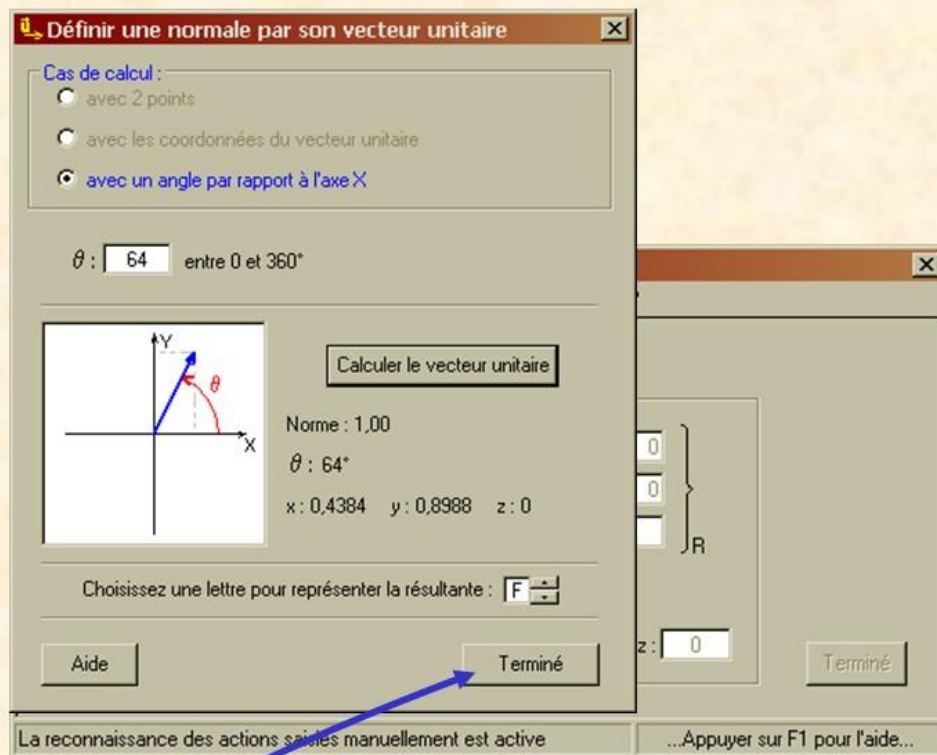 Définir une normale par son vecteur unitaire
Cas de calcul :
avec 2 points
avec les coordonnées du vecteur unitaire
avec un angle par rapport à l'axe X
θ : 64 entre 0 et 360°
Y
θ
X
Calculer le vecteur unitaire
Norme : 1,00
θ : 64°
x : 0,4384 y : 0,8988 z : 0
0
0
R
Choisissez une lettre pour représenter la résultante : F
Aide
Terminé
z : 0
Terminé
La reconnaissance des actions saisies manuellement est active
...Appuyer sur F1 pour l'aide...